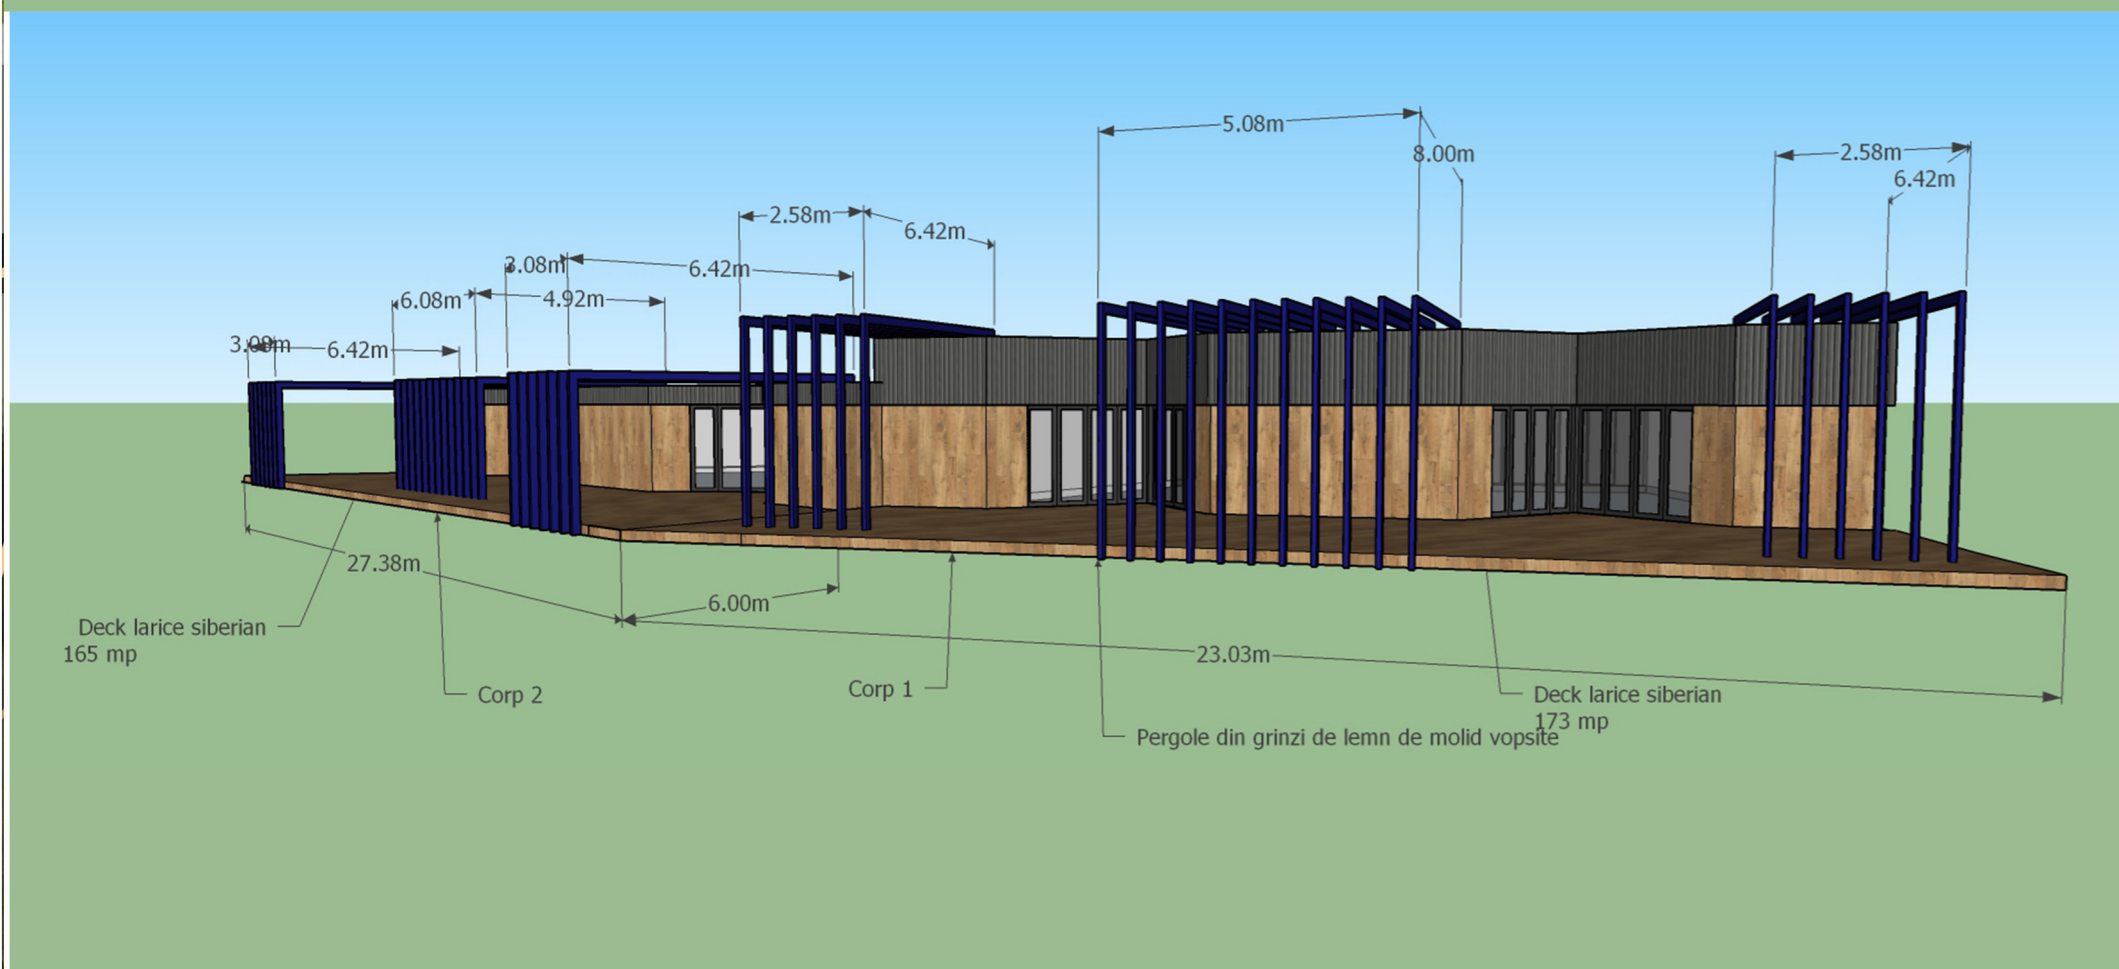 5.08m
8.00m
2.58m
6.42m
2.58m
6.42m
3.08m
6.42m
6.08m
4.92m
3.08m
6.42m
27.38m
6.00m
23.03m
Deck larice siberian
165 mp
Corp 2
Corp 1
Deck larice siberian
173 mp
Pergole din grinzi de lemn de molid vopsite